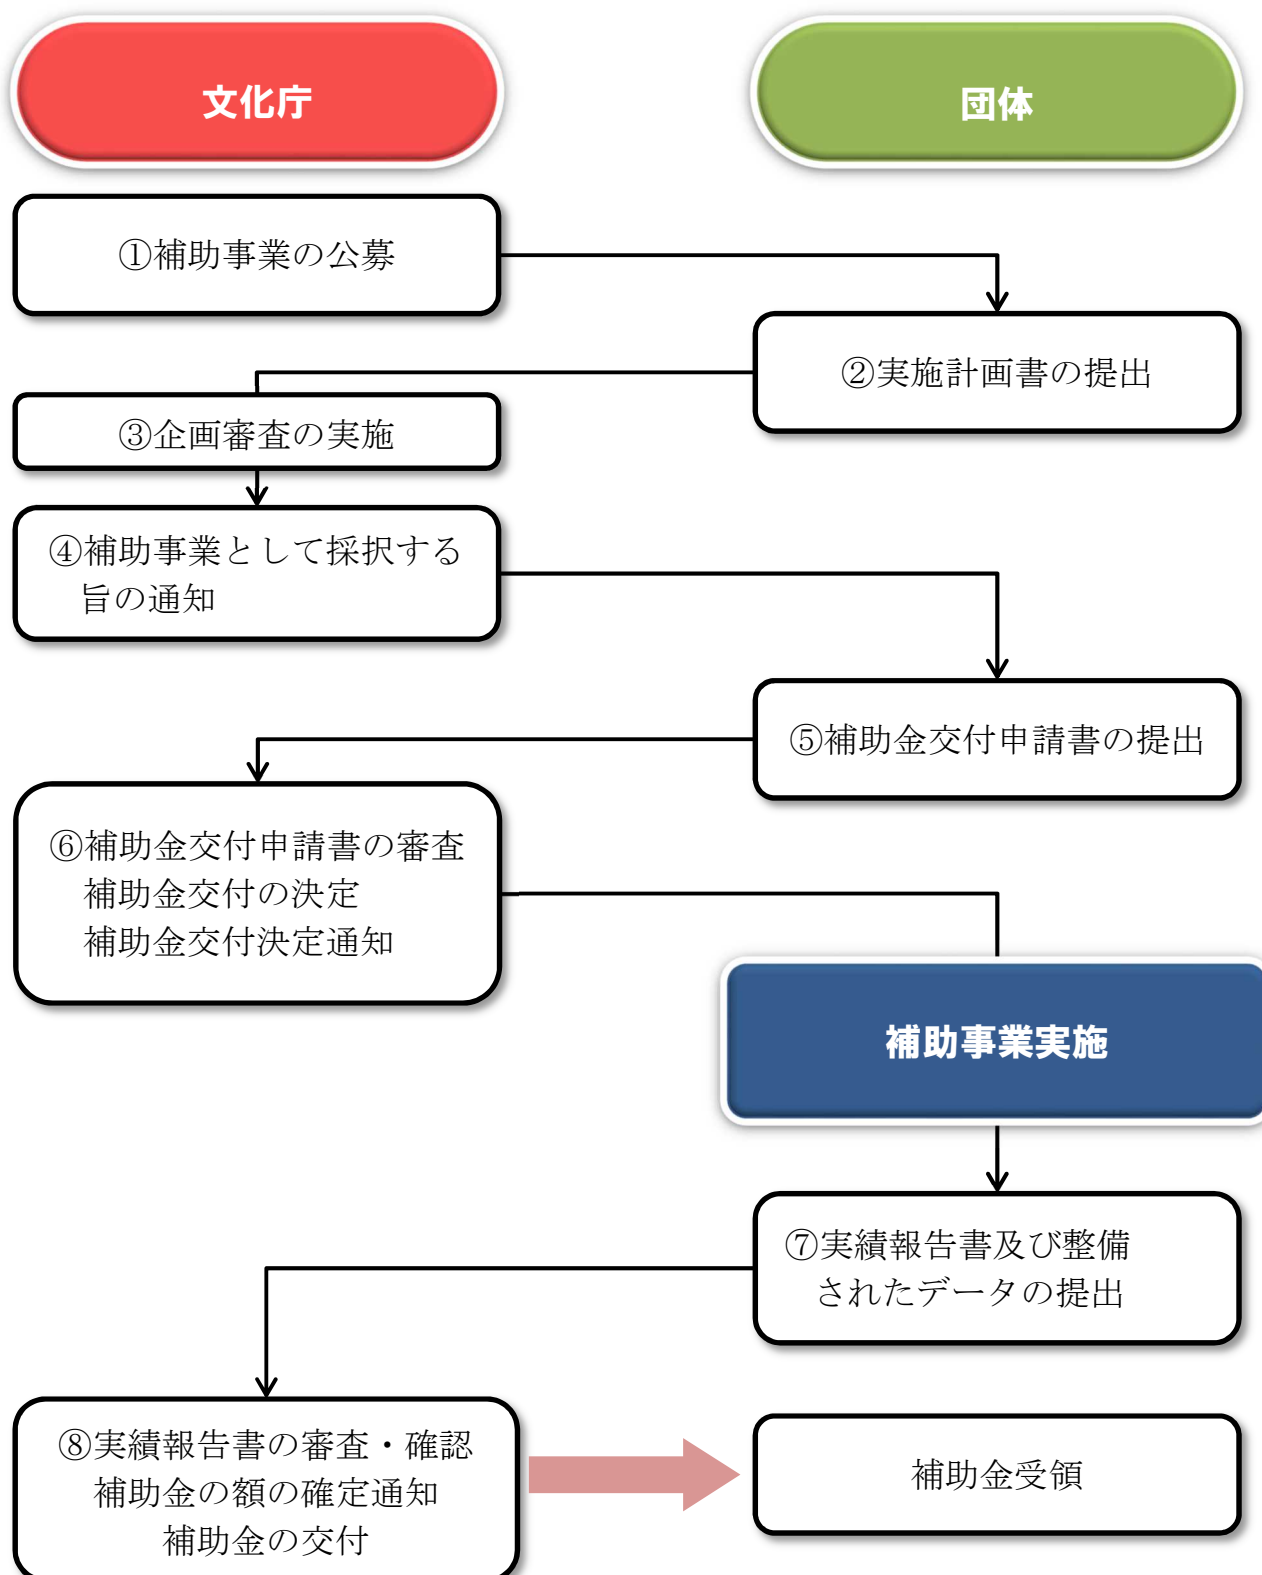 文化庁
団体
①補助事業の公募
②実施計画書の提出
③企画審査の実施
④補助事業として採択する
旨の通知
⑤補助金交付申請書の提出
⑥補助金交付申請書の審査
補助金交付の決定
補助金交付決定通知
補助事業実施
⑦実績報告書及び整備
されたデータの提出
⑧実績報告書の審査・確認
補助金の額の確定通知
補助金の交付
補助金受領